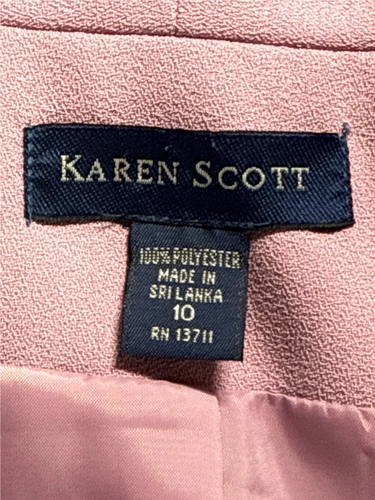 KAREN SCOTT
100% POLYESTER
MADE IN
SRI LANKA
10
RN 13711